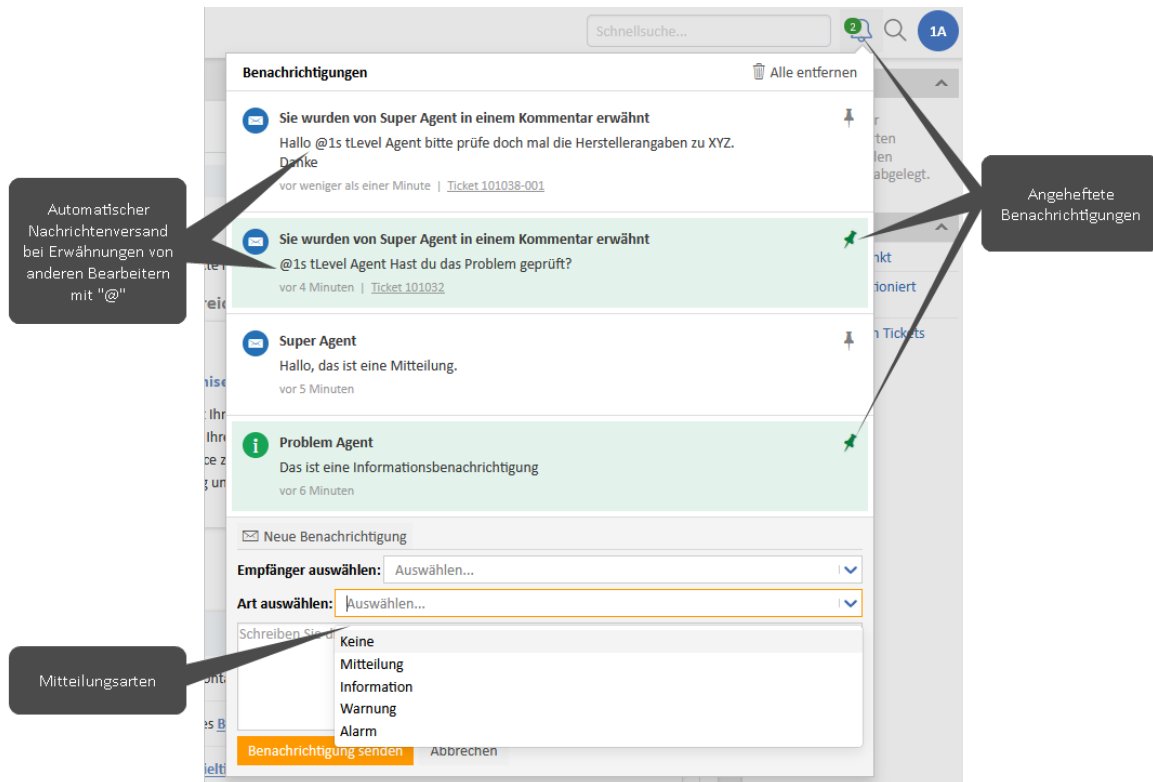 Schnellsuche...
2
1A
Benachrichtigungen
Alle entfernen
Sie wurden von Super Agent in einem Kommentar erwähnt
Hallo @1s tLevel Agent bitte prüfe doch mal die Herstellerangaben zu XYZ.
Danke
vor weniger als einer Minute | Ticket 101038-001
Sie wurden von Super Agent in einem Kommentar erwähnt
@1s tLevel Agent Hast du das Problem geprüft?
vor 4 Minuten | Ticket 101032
Super Agent
Hallo, das ist eine Mitteilung.
vor 5 Minuten
Problem Agent
Das ist eine Informationsbenachrichtigung
vor 6 Minuten
Neue Benachrichtigung
Empfänger auswählen: Auswählen...
Art auswählen: Auswählen...
Schreiben Sie
Keine
Mitteilung
Information
Warnung
Alarm
Benachrichtigung senden
Abbrechen
Automatischer
Nachrichtenversand
bei Erwähnungen von
anderen Bearbeitern
mit "@"
Mitteilungsarten
Angeheftete
Benachrichtigungen
abgelegt.
Tickets